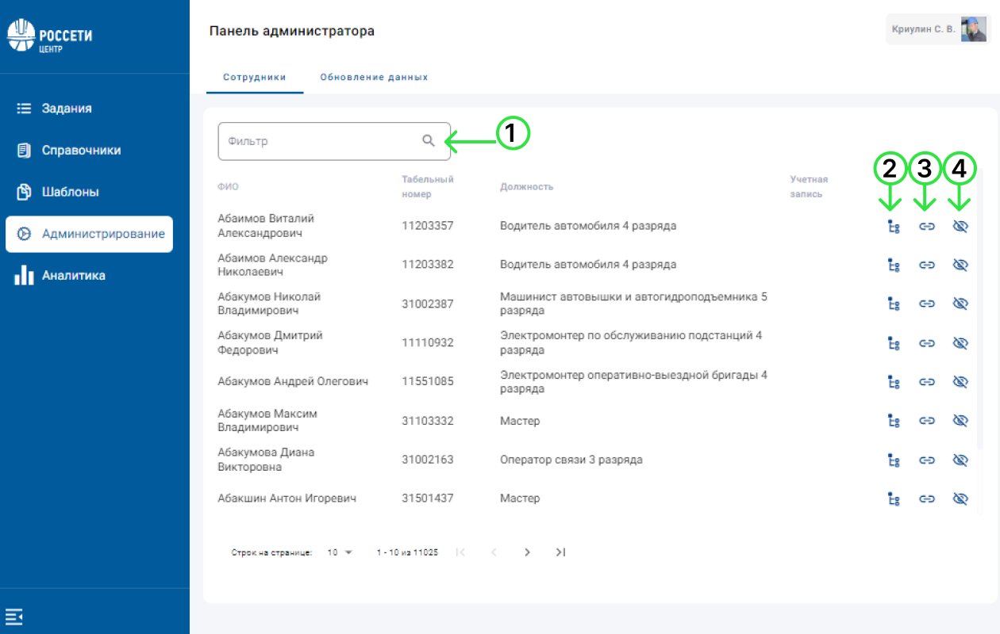 РОССЕТИ
ЦЕНТР
Задания
Справочники
Шаблоны
Администрирование
Аналитика
Панель администратора
Криулин С. В.
Сотрудники
Обновление данных
Фильтр
1
2
3
4
ФИО
Табельный
номер
Должность
Учетная
запись
Абаимов Виталий
Александрович
11203357
Водитель автомобиля 4 разряда
Абаимов Александр
Николаевич
11203382
Водитель автомобиля 4 разряда
Абакумов Николай
Владимирович
31002387
Машинист автовышки и автогидроподъемника 5
разряда
Абакумов Дмитрий
Федорович
11110932
Электромонтер по обслуживанию подстанций 4
разряда
Абакумов Андрей Олегович
11551085
Электромонтер оперативно-выездной бригады 4
разряда
Абакумов Максим
Владимирович
31103332
Мастер
Абакумова Диана
Викторовна
31002163
Оператор связи 3 разряда
Абакшин Антон Игоревич
31501437
Мастер
Строк на странице:
10
1 - 10 из 11025